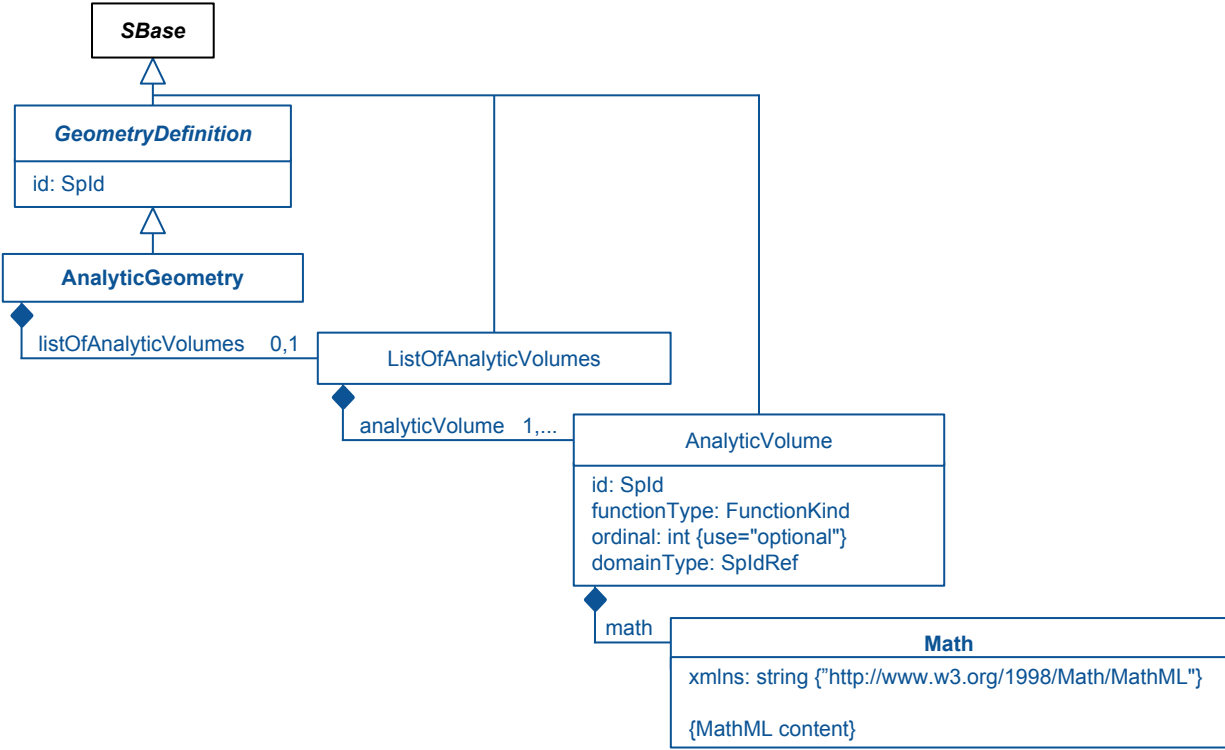 SBase
GeometryDefinition
id: SpId
AnalyticGeometry
listOfAnalyticVolumes 0,1
ListOfAnalyticVolumes
analyticVolume 1,...
AnalyticVolume
id: SpId
functionType: FunctionKind
ordinal: int {use="optional"}
domainType: SpIdRef
math
Math
xmlns: string {”http://www.w3.org/1998/Math/MathML"}
{MathML content}